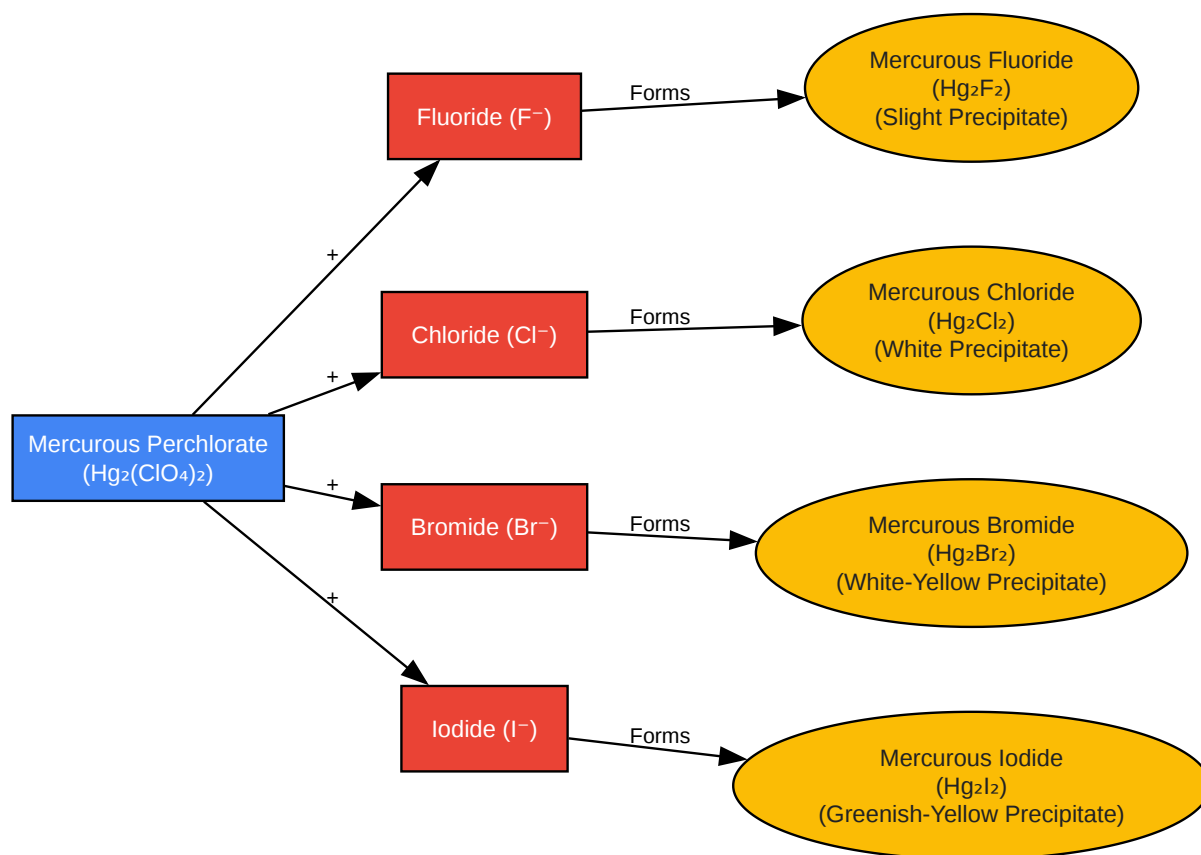 Mercurous Perchlorate
(Hg₂(ClO₄)₂)
+
Fluoride (F⁻)
Forms
Mercurous Fluoride
(Hg₂F₂)
(Slight Precipitate)
+
Chloride (Cl⁻)
Forms
Mercurous Chloride
(Hg₂Cl₂)
(White Precipitate)
+
Bromide (Br⁻)
Forms
Mercurous Bromide
(Hg₂Br₂)
(White-Yellow Precipitate)
+
Iodide (I⁻)
Forms
Mercurous Iodide
(Hg₂I₂)
(Greenish-Yellow Precipitate)